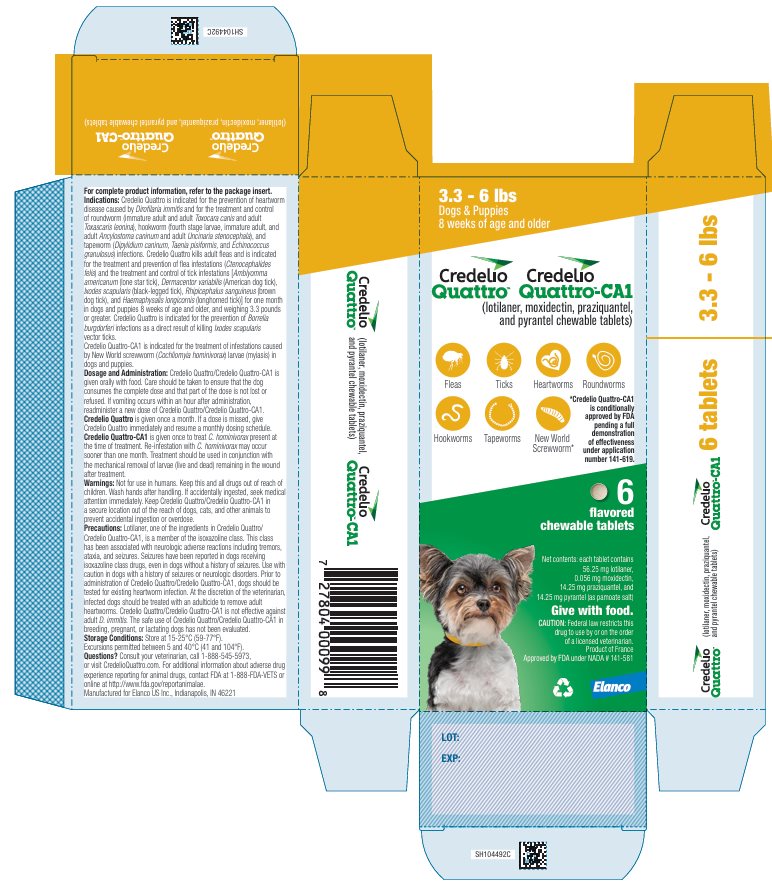 SH104492C
(lotilaner, moxidectin, praziquantel, and pyrantel chewable tablets)
Credelio
Quattro™
Credelio
Quattro-CA1
For complete product information, refer to the package insert.
Indications: Credelio Quattro is indicated for the prevention of heartworm
disease caused by Dirofilaria immitis and for the treatment and control
of roundworm (immature adult and adult Toxocara canis and adult
Toxascaris leonina), hookworm (fourth stage larvae, immature adult, and
adult Ancylostoma caninum and adult Uncinaria stenocephala), and
tapeworm (Dipylidium caninum, Taenia pisiformis, and Echinococcus
granulosus) infections. Credelio Quattro kills adult fleas and is indicated
for the treatment and prevention of flea infestations (Ctenocephalides
felis) and the treatment and control of tick infestations [Amblyomma
americanum (lone star tick), Dermacentor variabilis (American dog tick),
Ixodes scapularis (black-legged tick), Rhipicephalus sanguineus (brown
dog tick), and Haemaphysalis longicornis (longhorned tick)] for one month
in dogs and puppies 8 weeks of age and older, and weighing 3.3 pounds
or greater. Credelio Quattro is indicated for the prevention of Borrelia
burgdorferi infections as a direct result of killing Ixodes scapularis
vector ticks.
Credelio Quattro-CA1 is indicated for the treatment of infestations caused
by New World screwworm (Cochliomyia hominivorax) larvae (myiasis) in
dogs and puppies.
Dosage and Administration: Credelio Quattro/Credelio Quattro-CA1 is
given orally with food. Care should be taken to ensure that the dog
consumes the complete dose and that part of the dose is not lost or
refused. If vomiting occurs within an hour after administration,
readminister a new dose of Credelio Quattro/Credelio Quattro-CA1.
Credelio Quattro is given once a month. If a dose is missed, give
Credelio Quattro immediately and resume a monthly dosing schedule.
Credelio Quattro-CA1 is given once to treat C. hominivorax present at
the time of treatment. Re-infestation with C. hominivorax may occur
sooner than one month. Treatment should be used in conjunction with
the mechanical removal of larvae (live and dead) remaining in the wound
after treatment.
Warnings: Not for use in humans. Keep this and all drugs out of reach of
children. Wash hands after handling. If accidentally ingested, seek medical
attention immediately. Keep Credelio Quattro/Credelio Quattro-CA1 in
a secure location out of the reach of dogs, cats, and other animals to
prevent accidental ingestion or overdose.
Precautions: Lotilaner, one of the ingredients in Credelio Quattro/
Credelio Quattro-CA1, is a member of the isoxazoline class. This class
has been associated with neurologic adverse reactions including tremors,
ataxia, and seizures. Seizures have been reported in dogs receiving
isoxazoline class drugs, even in dogs without a history of seizures. Use with
caution in dogs with a history of seizures or neurologic disorders. Prior to
administration of Credelio Quattro/Credelio Quattro-CA1, dogs should be
tested for existing heartworm infection. At the discretion of the veterinarian,
infected dogs should be treated with an adulticide to remove adult
heartworms. Credelio Quattro/Credelio Quattro-CA1 is not effective against
adult D. immitis. The safe use of Credelio Quattro/Credelio Quattro-CA1 in
breeding, pregnant, or lactating dogs has not been evaluated.
Storage Conditions: Store at 15-25°C (59-77°F).
Excursions permitted between 5 and 40°C (41 and 104°F).
Questions? Consult your veterinarian, call 1-888-545-5973,
or visit CredelioQuattro.com. For additional information about adverse drug
experience reporting for animal drugs, contact FDA at 1-888-FDA-VETS or
online at http://www.fda.gov/reportanimalae.
Manufactured for Elanco US Inc., Indianapolis, IN 46221
Credelio
Quattro™
(lotilaner, moxidectin, praziquantel,
and pyrantel chewable tablets)
Credelio
Quattro-CA1
7 27804 00099 8
3.3 - 6 lbs
Dogs & Puppies
8 weeks of age and older
Credelio
Quattro™
Credelio
Quattro-CA1
(lotilaner, moxidectin, praziquantel,
and pyrantel chewable tablets)
Fleas
Ticks
Heartworms
Roundworms
Hookworms
Tapeworms
New World
Screwworm*
*Credelio Quattro-CA1
is conditionally
approved by FDA
pending a full
demonstration
of effectiveness
under application
number 141-619.
6
flavored
chewable tablets
Net contents: each tablet contains
56.25 mg lotilaner,
0.056 mg moxidectin,
14.25 mg praziquantel, and
14.25 mg pyrantel (as pamoate salt)
Give with food.
CAUTION: Federal law restricts this
drug to use by or on the order
of a licensed veterinarian.
Product of France
Approved by FDA under NADA # 141-581
Elanco
LOT:
EXP:
SH104492C
3.3 - 6 lbs
6 tablets
Credelio
Quattro™
(lotilaner, moxidectin, praziquantel,
and pyrantel chewable tablets)
Credelio
Quattro-CA1